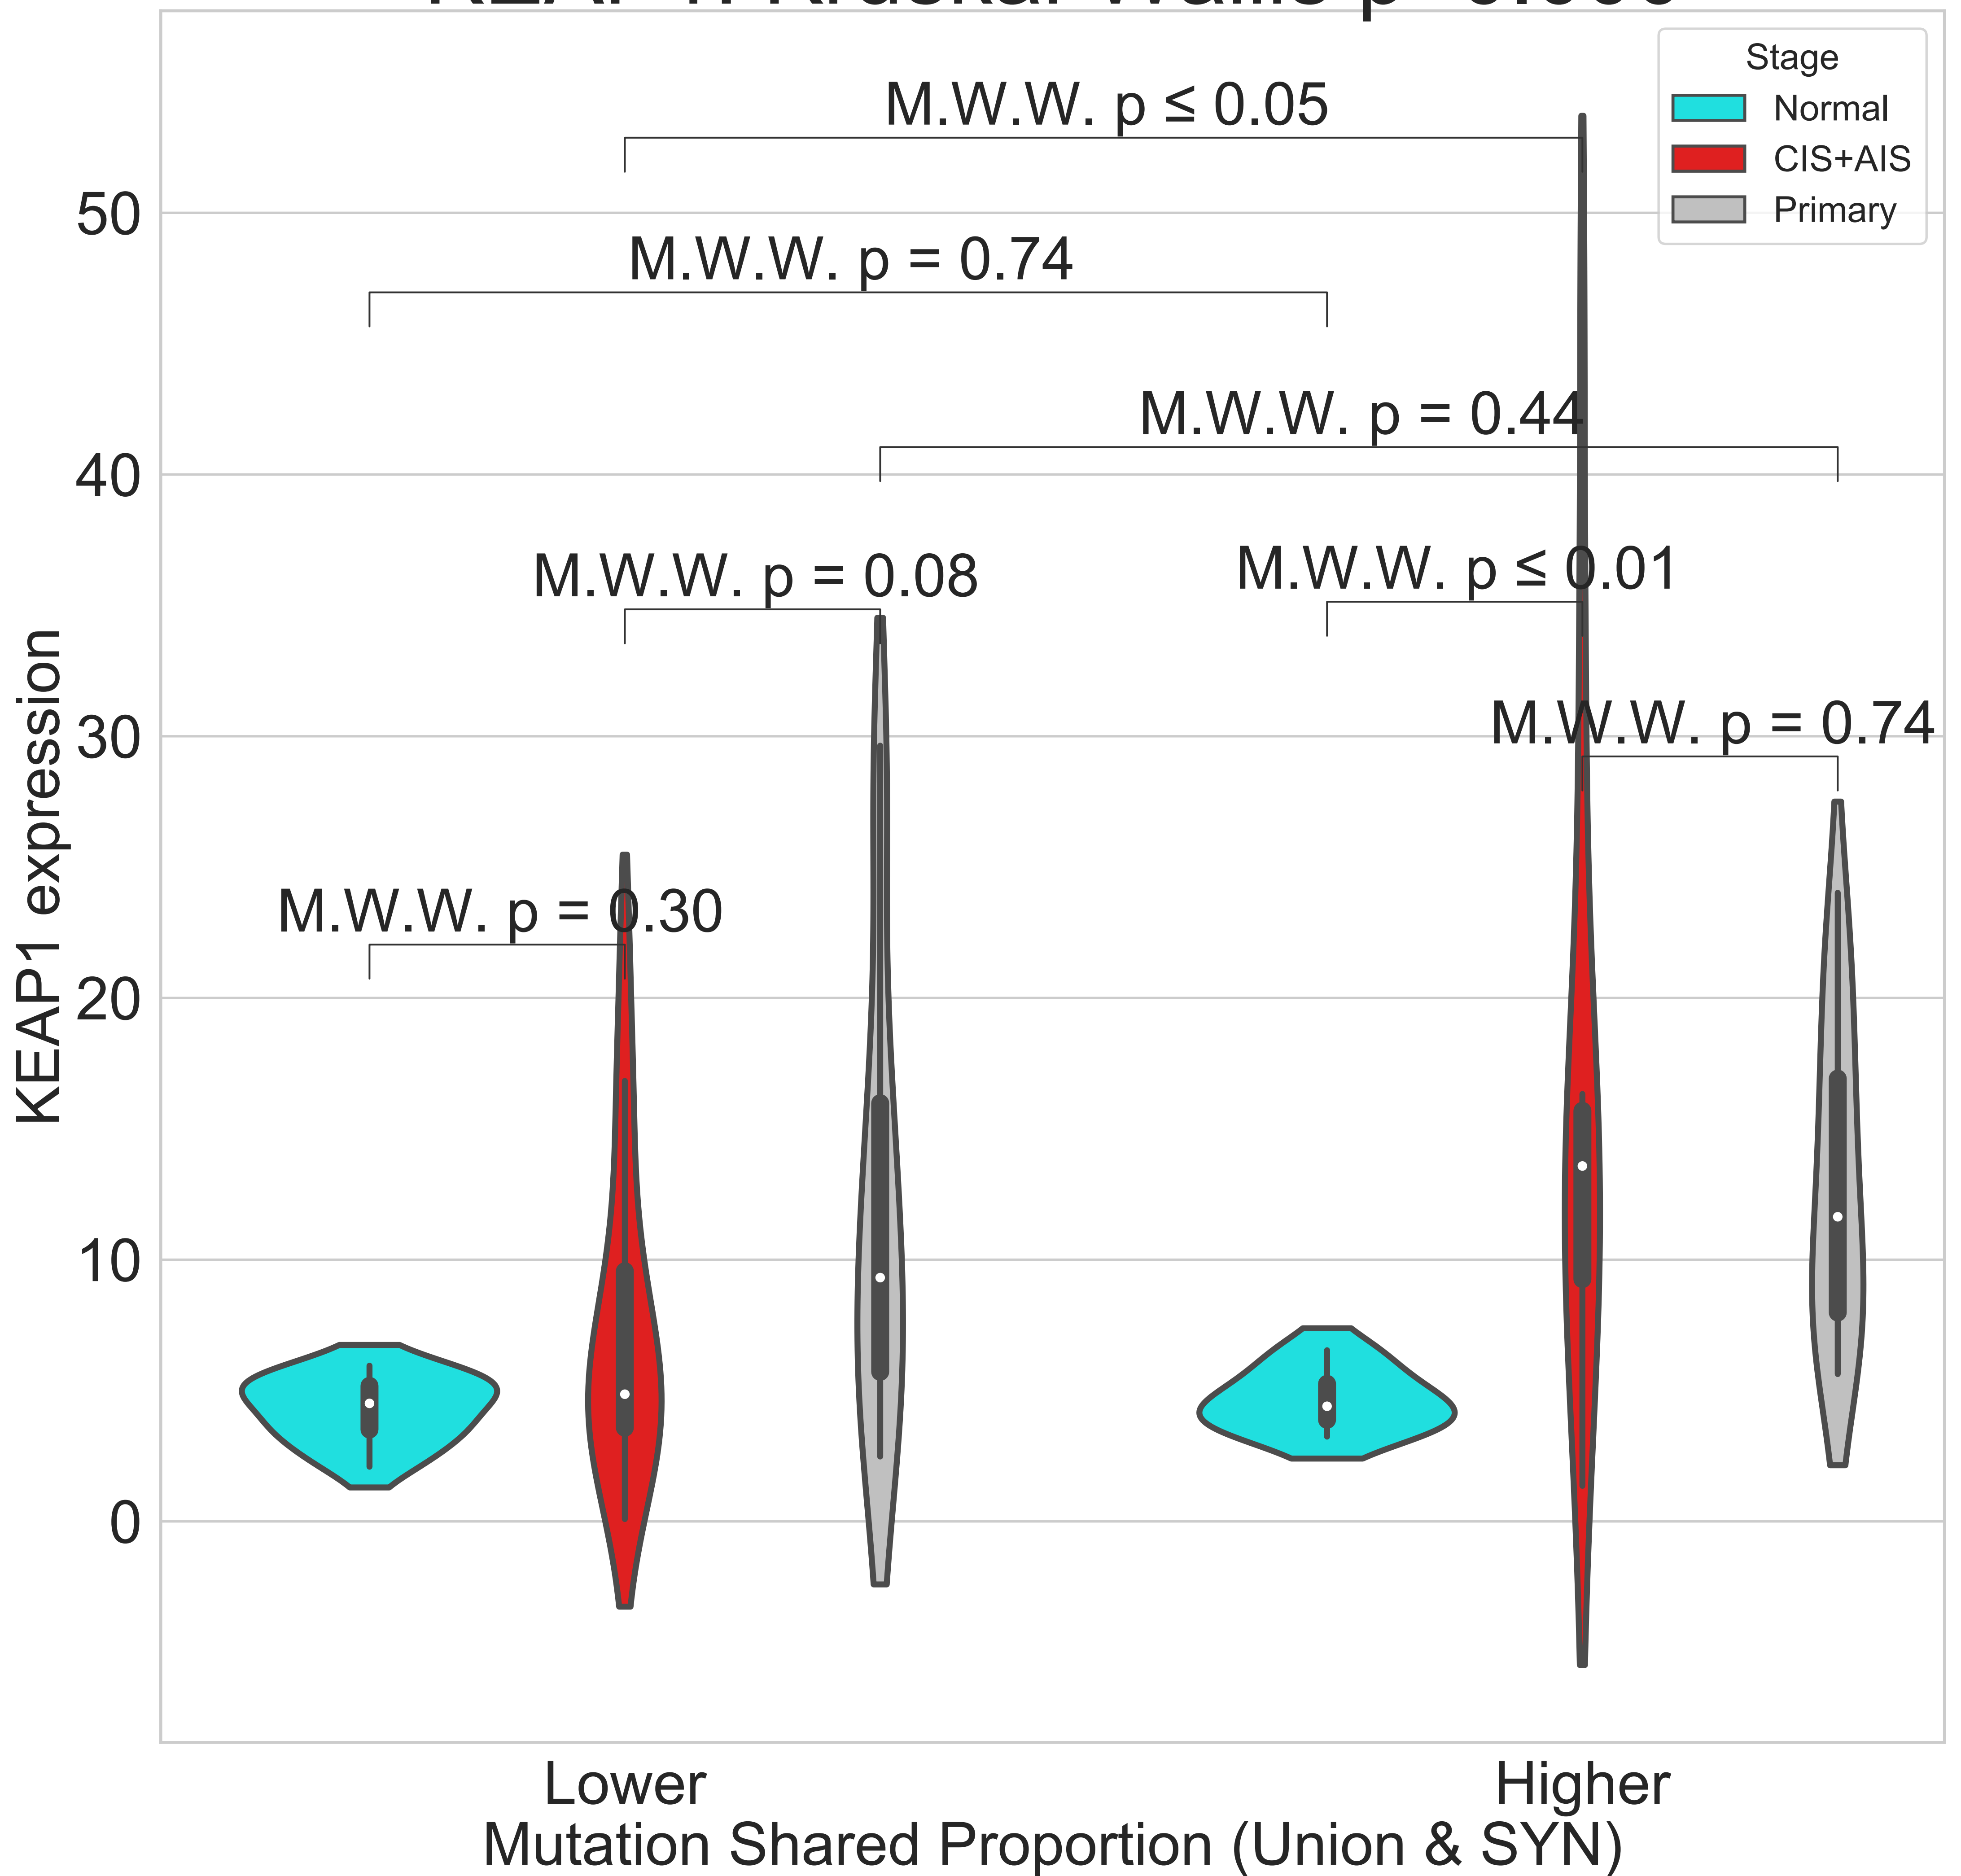 Stage
Normal
CIS+AIS
Primary
M.W.W. p ≤ 0.05
M.W.W. p = 0.74
M.W.W. p = 0.44
M.W.W. p = 0.08
M.W.W. p ≤ 0.01
M.W.W. p = 0.74
M.W.W. p = 0.30
50
40
30
20
10
0
KEAP1 expression
Lower
Higher
Mutation Shared Proportion (Union & SYN)